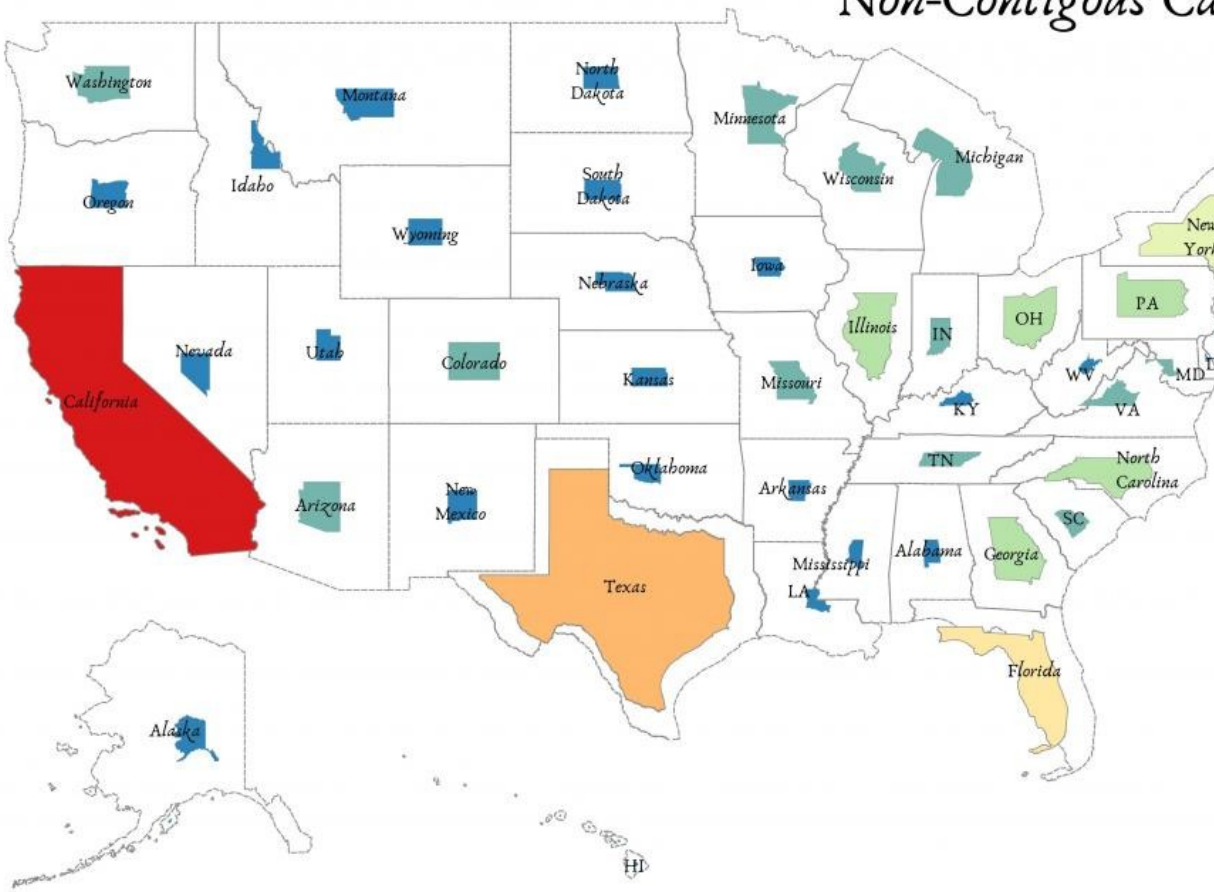 Non-Contigous
Washington
Montana
North
Dakota
Minnesota
Michigan
Wisconsin
Idaho
Oregon
South
Dakota
Wyoming
New
York
Iowa
Nebraska
PA
OH
Illinois
IN
Nevada
Utah
Colorado
WV
MD
Kansas
Missouri
California
KY
VA
North
Carolina
TN
Oklahoma
Arkansas
New
Mexico
Arizona
SC
Georgia
Alabama
Mississippi
LA
Texas
Florida
Alaska
HI